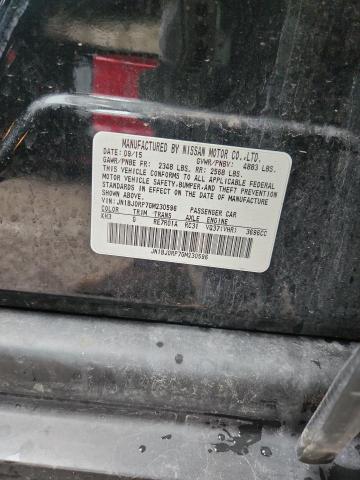 MANUFACTURED BY NISSAN MOTOR CO.,LTD.
DATE: 09/15 GVWR/PNBV: 4883 LBS.
GAWR/PNBE FR: 2348 LBS. RR: 2568 LBS.
THIS VEHICLE CONFORMS TO ALL APPLICABLE FEDERAL
MOTOR VEHICLE SAFETY,BUMPER,AND THEFT PREVENTION
STANDARDS IN EFFECT ON THE DATE OF MANUFACTURE
SHOWN ABOVE.
VIN: JN1BJ0RP7GM230596 PASSENGER CAR
COLOR TRIM TRANS AXLE ENGINE
KH3 G RE7R01A RC31 VQ37(VHR) 3696CC
JN1BJ0RP7GM230596